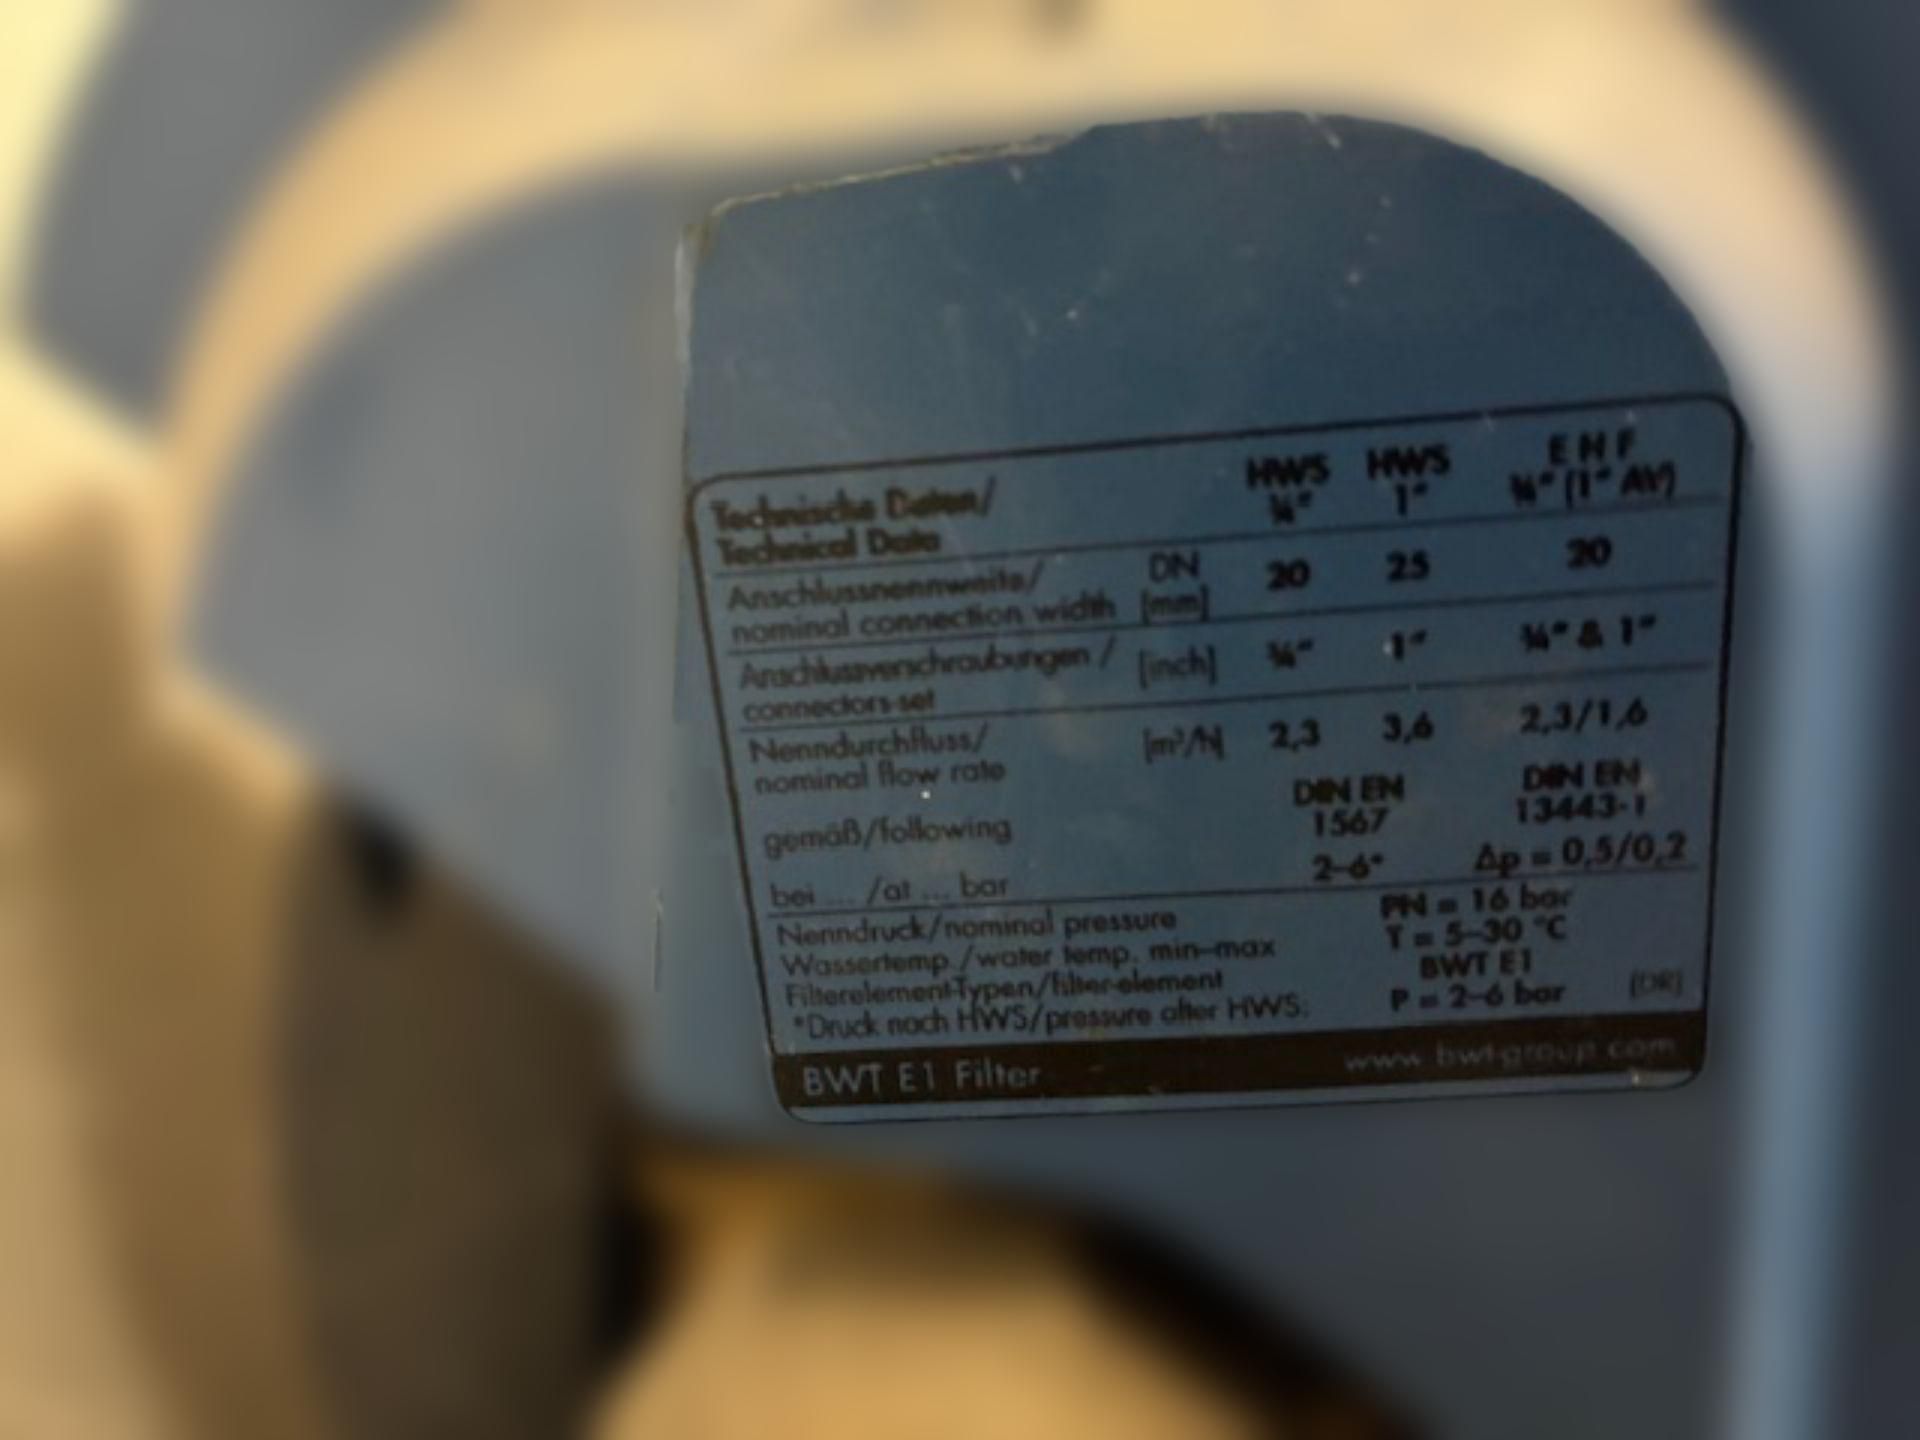 Technische Daten/ HWS HWS E H F
Technical Data ¾" 1" ¾" (1" AV)
Anschlussnennweite/ DN 20 25 20
nominal connection width [mm]
Anschlussverschraubungen / [inch] ¾" 1" ¾" & 1"
connectors-set
Nenndurchfluss/ [m³/h] 2,3 3,6 2,3/1,6
nominal flow rate
DIN EN DIN EN
gemäß/following 1567 13443-1
bei ... /at ... bar 2–6* Δp = 0,5/0,2
Nenndruck/nominal pressure PN = 16 bar
Wassertemp./water temp. min–max T = 5–30 °C
Filterelement-Typen/filter-element BWT E1
*Druck nach HWS/pressure after HWS: P = 2–6 bar [DR]
BWT E1 Filter www.bwt-group.com